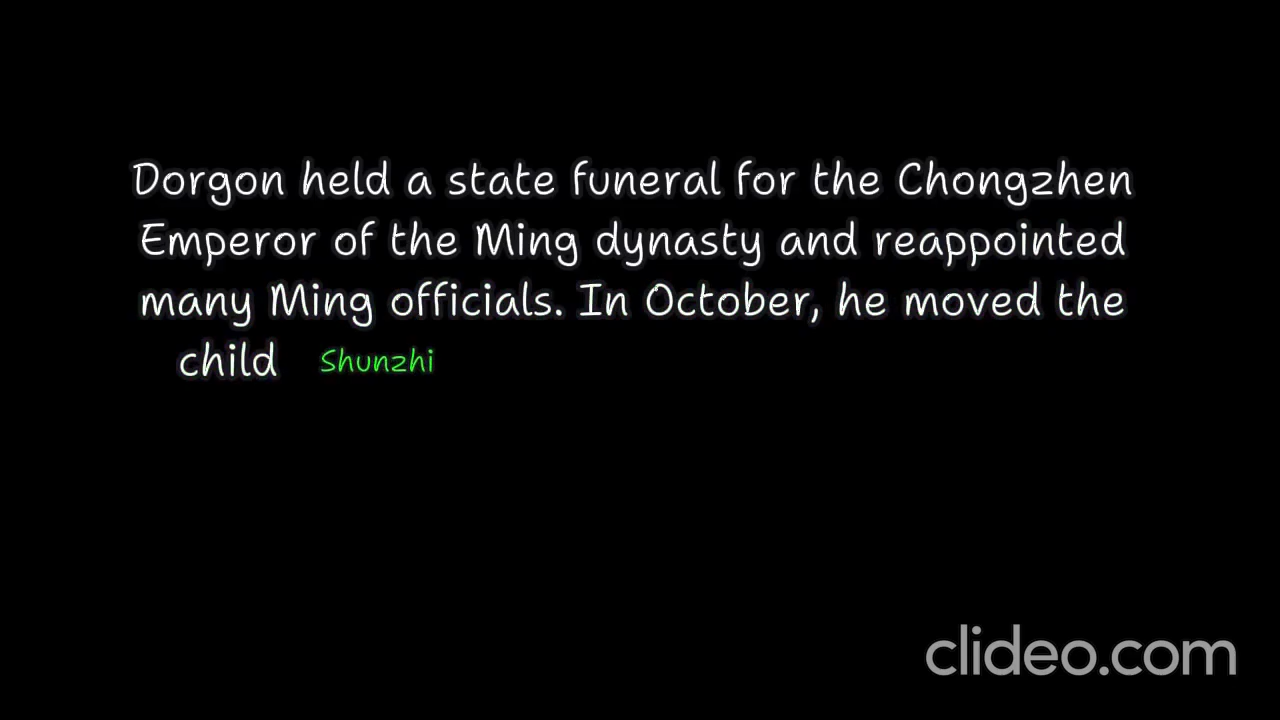 Dorgon held a state funeral for the Chongzhen
Emperor of the Ming dynasty and reappointed
many Ming officials. In October, he moved the
child Shunzhi
clideo.com